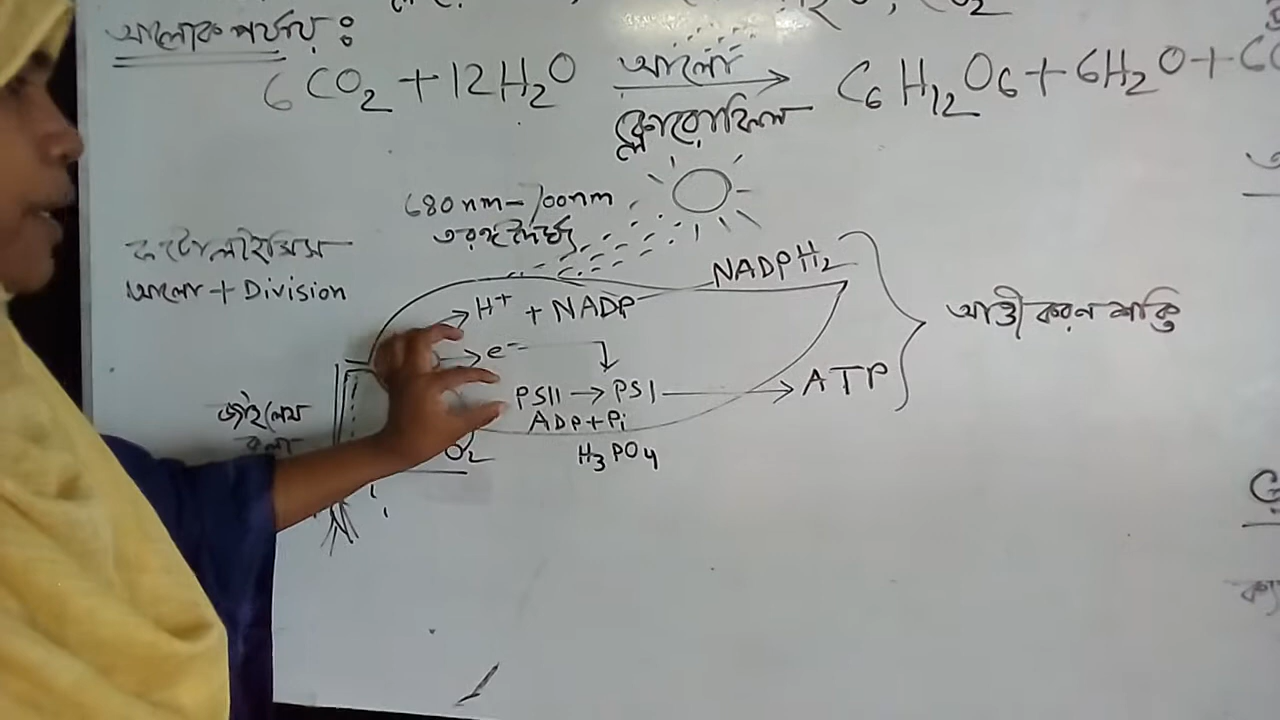 আলোক পর্যায় :
6CO₂ + 12H₂O আলো → C₆H₁₂O₆ + 6H₂O +
ক্লোরোফিল
680nm - 700nm
তরঙ্গদৈর্ঘ্য
ফটোলাইসিস
আলো + Division
NADPH₂
H⁺ + NADP
আত্তীকরণ শক্তি
e⁻
PSII → PSI → ATP
ADP + Pi
জাইলেম
O₂
H₃PO₄